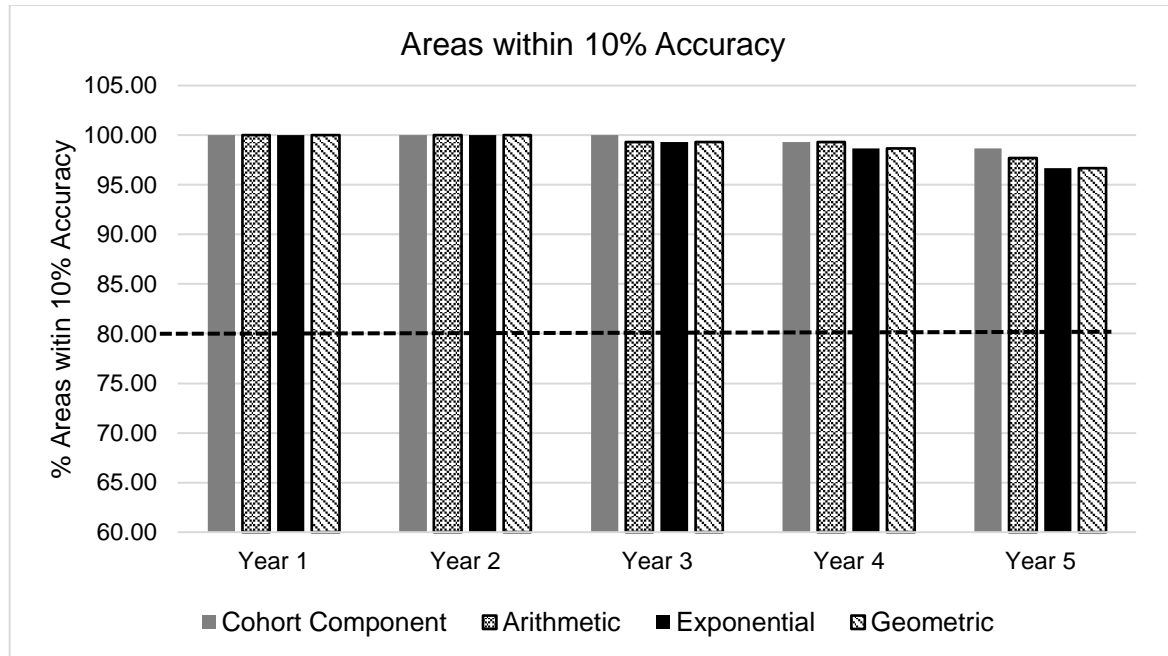 Areas within 10% Accuracy
% Areas witin 10% Accuracy
105.00
100.00
95.00
90.00
85.00
80.00
75.00
70.00
65.00
60.00
Year 1 Year 2 Year 3 Year 4 Year 5
Cohort Component Arithmetic Exponential Geometric